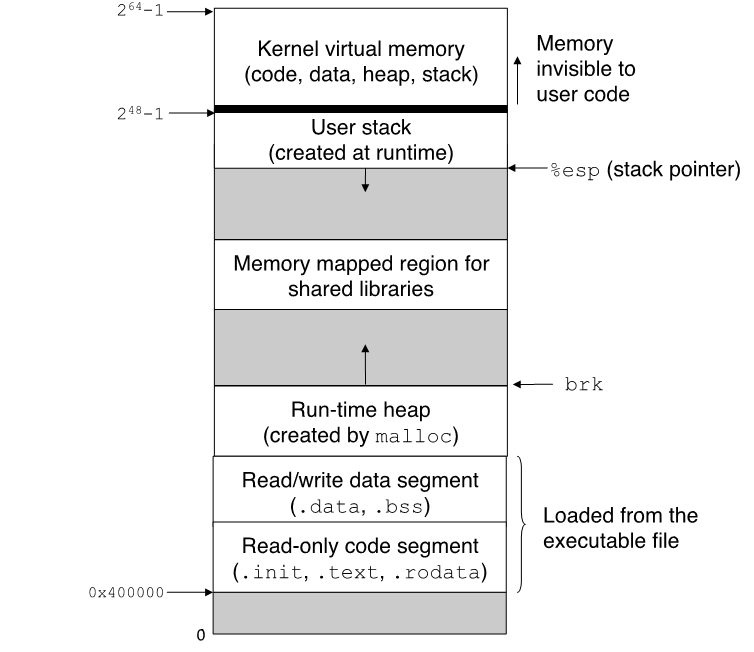 2^64-1
Kernel virtual memory
(code, data, heap, stack)
Memory
invisible to
user code
2^48-1
User stack
(created at runtime)
%esp (stack pointer)
Memory mapped region for
shared libraries
brk
Run-time heap
(created by malloc)
Read/write data segment
(.data, .bss)
Loaded from the
executable file
Read-only code segment
(.init, .text, .rodata)
0x400000
0